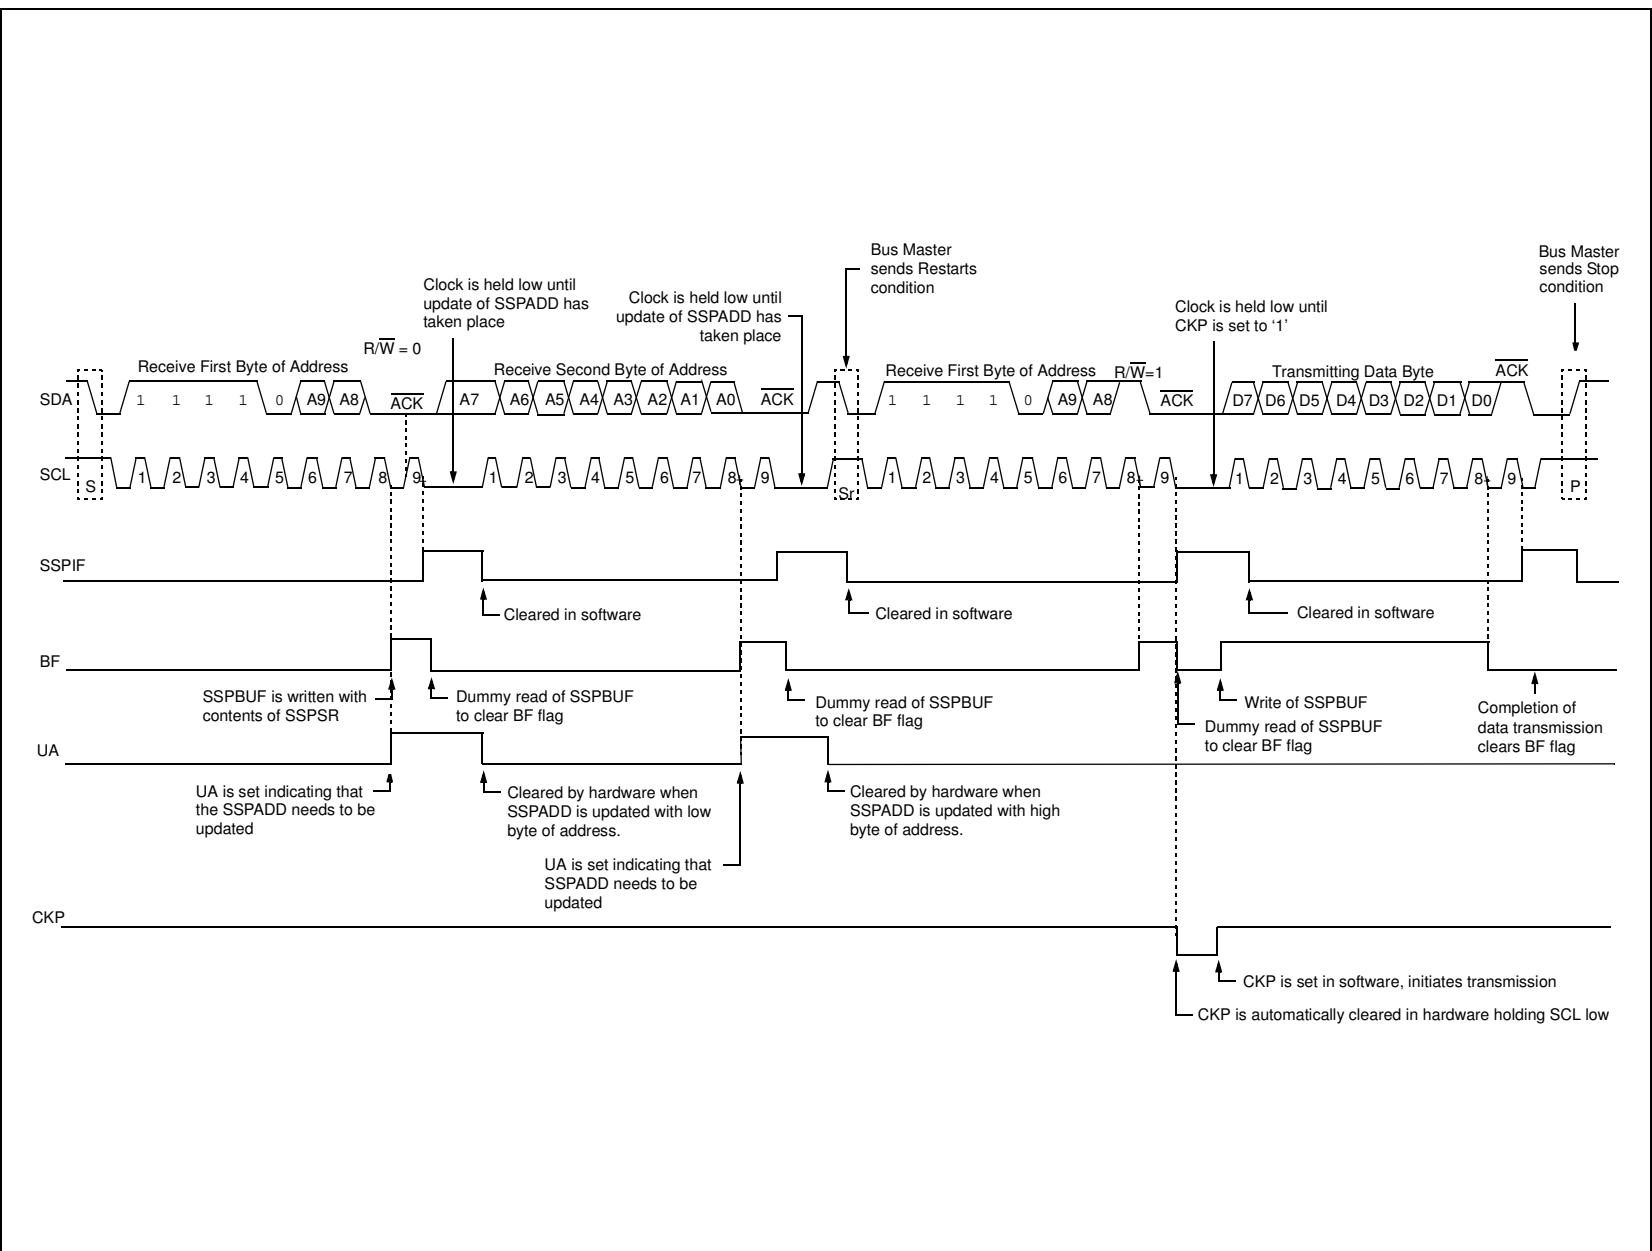 Bus Master
sends Restarts
condition
Bus Master
sends Stop
condition
Clock is held low until
update of SSPADD has
taken place
Clock is held low until
update of SSPADD has
taken place
Clock is held low until
CKP is set to ‘1’
R/W = 0
Receive First Byte of Address
Receive Second Byte of Address
Receive First Byte of Address
R/W=1
Transmitting Data Byte
ACK
SDA
1 1 1 1 0 A9 A8 ACK A7 A6 A5 A4 A3 A2 A1 A0 ACK 1 1 1 1 0 A9 A8 ACK D7 D6 D5 D4 D3 D2 D1 D0
SCL
S 1 2 3 4 5 6 7 8 9 1 2 3 4 5 6 7 8 9 Sr 1 2 3 4 5 6 7 8 9 1 2 3 4 5 6 7 8 9 P
SSPIF
Cleared in software
Cleared in software
Cleared in software
BF
SSPBUF is written with
contents of SSPSR
Dummy read of SSPBUF
to clear BF flag
Dummy read of SSPBUF
to clear BF flag
Write of SSPBUF
Dummy read of SSPBUF
to clear BF flag
Completion of
data transmission
clears BF flag
UA
UA is set indicating that
the SSPADD needs to be
updated
Cleared by hardware when
SSPADD is updated with low
byte of address.
UA is set indicating that
SSPADD needs to be
updated
Cleared by hardware when
SSPADD is updated with high
byte of address.
CKP
CKP is set in software, initiates transmission
CKP is automatically cleared in hardware holding SCL low